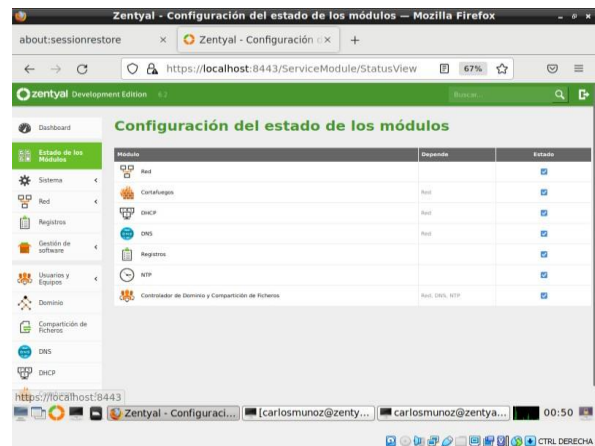 Zentyal - Configuración del estado de los módulos — Mozilla Firefox
about:sessionrestore
Zentyal - Configuración
https://localhost:8443/ServiceModule/StatusView
67%
zentyal Development Edition 6.2
Buscar...
Dashboard
Estado de los Módulos
Sistema
Red
Registros
Gestión de software
Usuarios y Equipos
Dominio
Compartición de Ficheros
DNS
DHCP
Configuración del estado de los módulos
Módulo Depende Estado
Red
Cortafuegos Red
DHCP Red
DNS Red
Registros
NTP
Controlador de Dominio y Compartición de Ficheros Red, DNS, NTP
https://localhost:8443
Zentyal - Configuraci...
[carlosmunoz@zenty...
carlosmunoz@zentya...
00:50
CTRL DERECHA